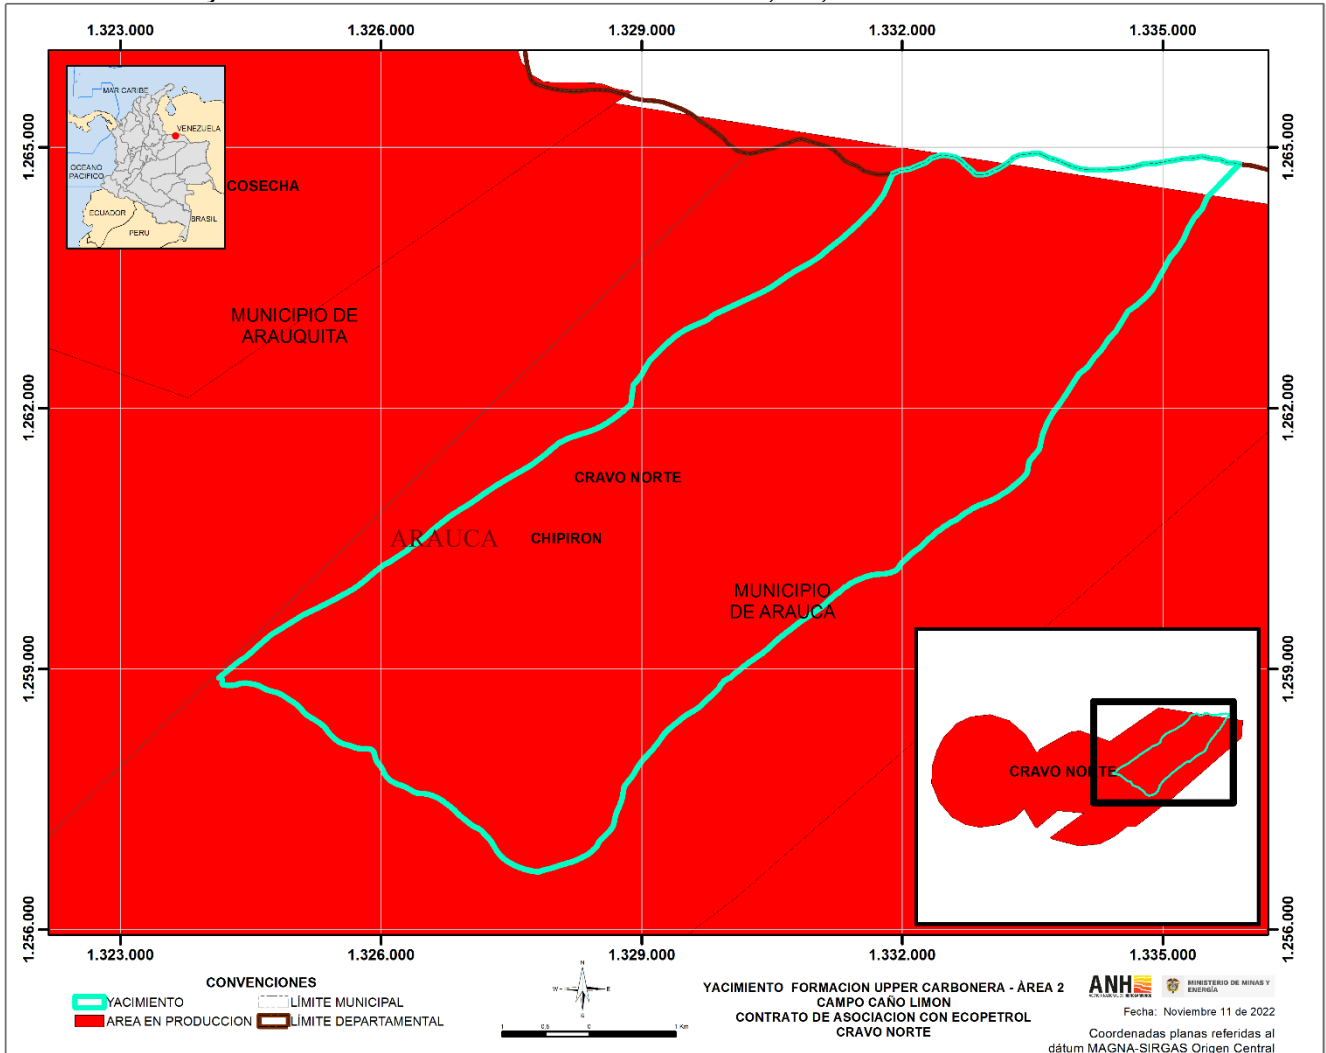 1.323.000 1.326.000 1.329.000 1.332.000 1.335.000
1.265.000 1.265.000
1.262.000 1.262.000
1.259.000 1.259.000
1.256.000 1.256.000
MAR CARIBE
VENEZUELA
OCEANO
PACIFICO
ECUADOR
BRASIL
PERU
COSECHA
MUNICIPIO DE
ARAUQUITA
CRAVO NORTE
ARAUCA
CHIPIRON
MUNICIPIO
DE ARAUCA
CRAVO NORTE
1.323.000 1.326.000 1.329.000 1.332.000 1.335.000
CONVENCIONES
YACIMIENTO
LÍMITE MUNICIPAL
AREA EN PRODUCCION
LÍMITE DEPARTAMENTAL
N
W E
S
1 0,5 0 1 Km
YACIMIENTO FORMACION UPPER CARBONERA - ÀREA 2
CAMPO CAÑO LIMON
CONTRATO DE ASOCIACION CON ECOPETROL
CRAVO NORTE
ANH
MINISTERIO DE MINAS Y
ENERGÍA
Fecha: Noviembre 11 de 2022
Coordenadas planas referidas al
dátum MAGNA-SIRGAS Origen Central